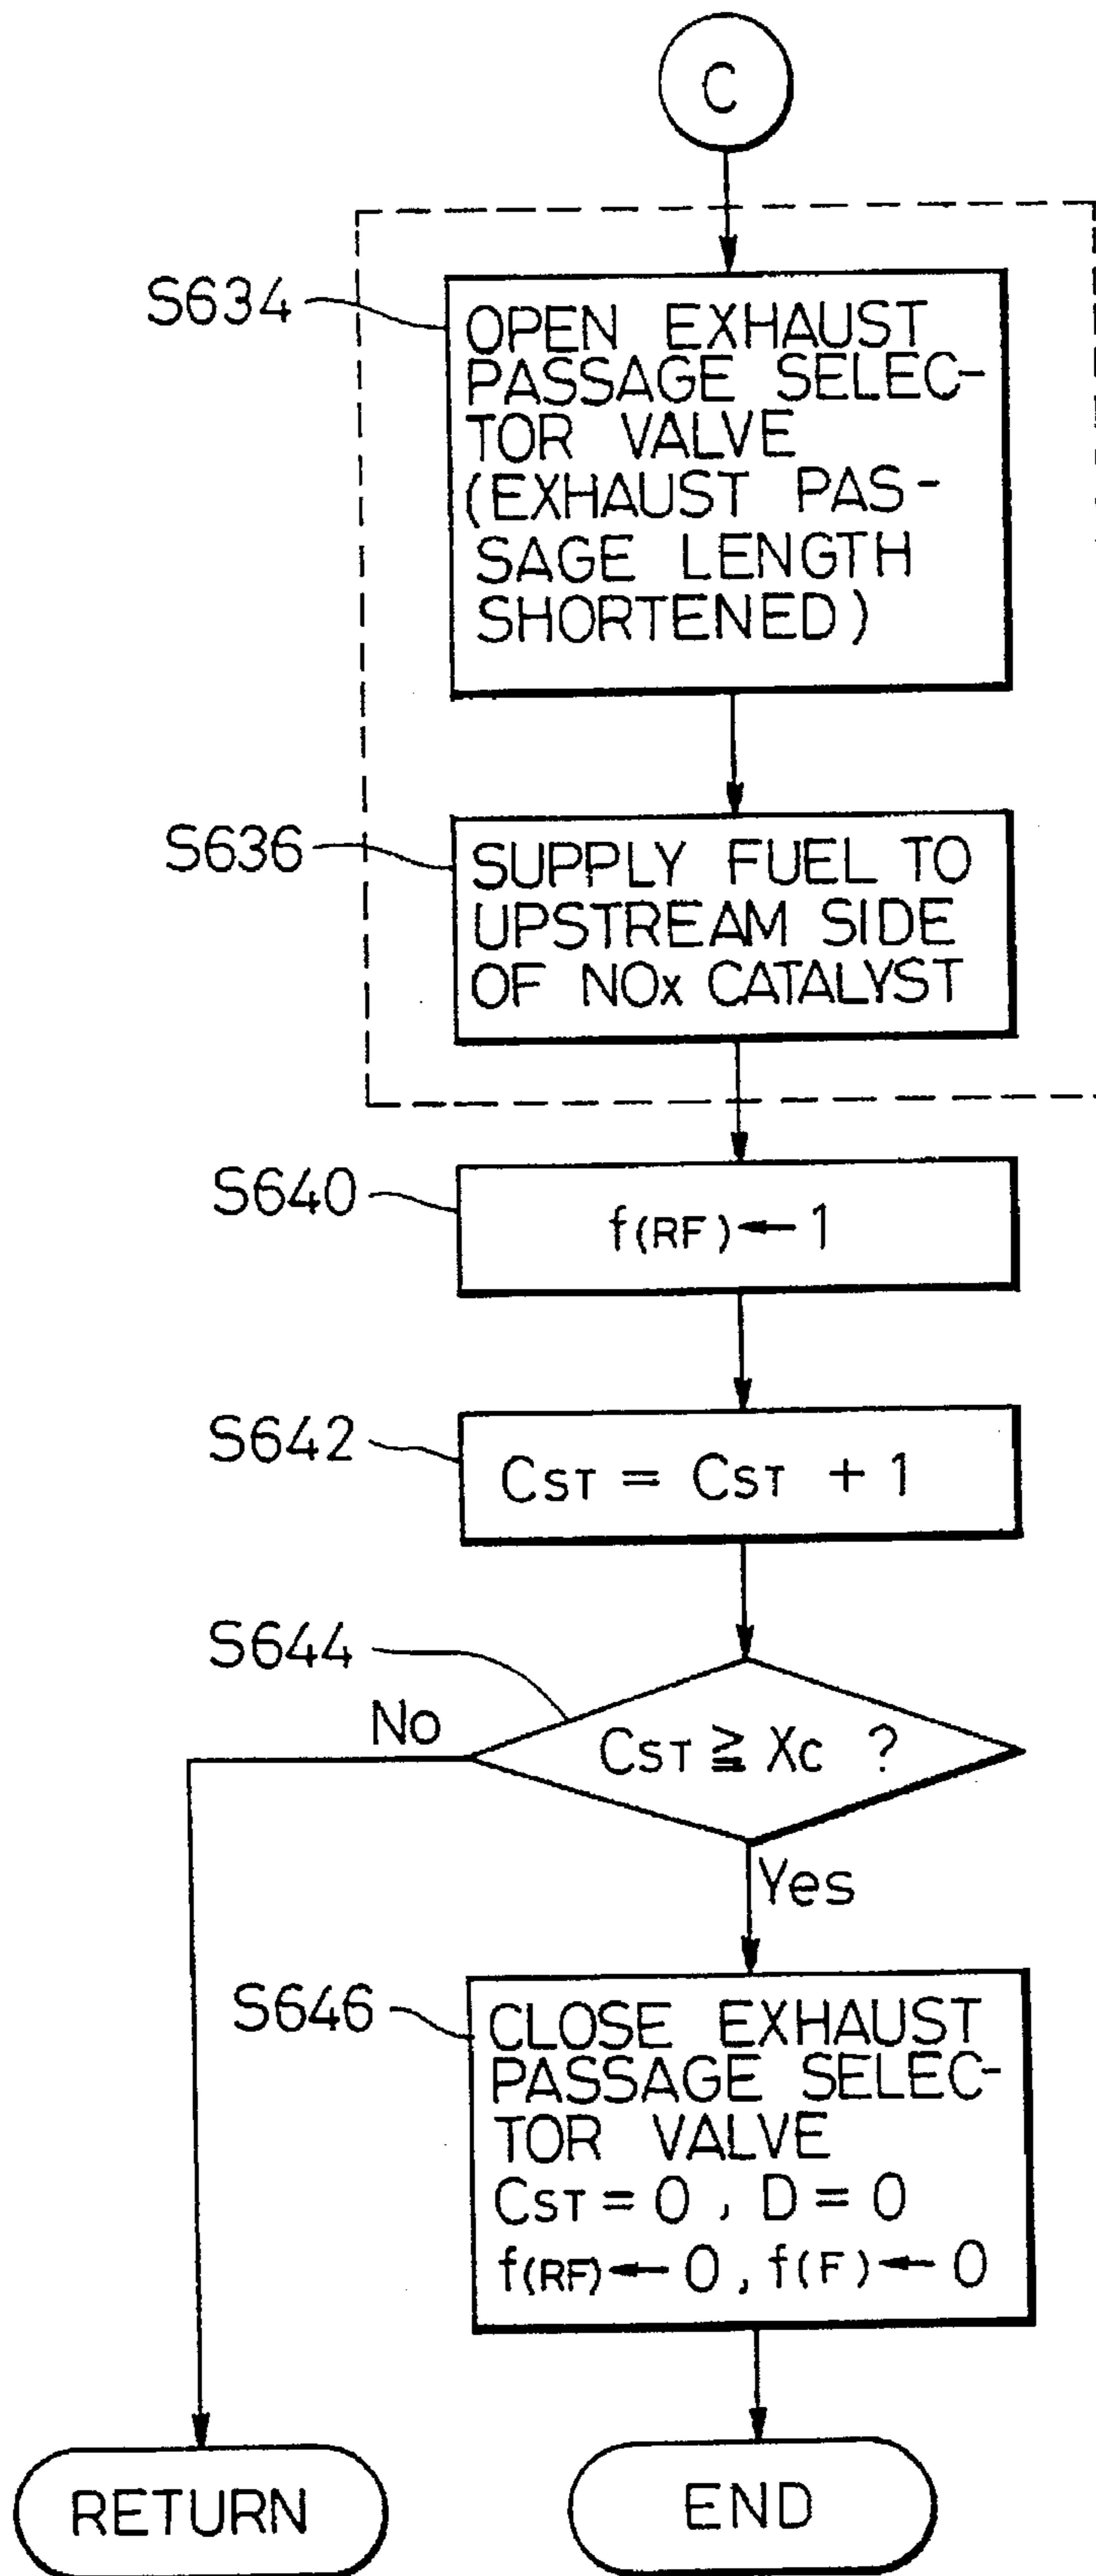 C
S634
OPEN EXHAUST
PASSAGE SELEC-
TOR VALVE
(EXHAUST PAS-
SAGE LENGTH
SHORTENED)
S636
SUPPLY FUEL TO
UPSTREAM SIDE
OF NOx CATALYST
S640
f(RF) ← 1
S642
CST = CST + 1
S644
CST ≧ XC ?
No
Yes
S646
CLOSE EXHAUST
PASSAGE SELEC-
TOR VALVE
CST = 0 , D = 0
f(RF) ← 0 , f(F) ← 0
RETURN
END